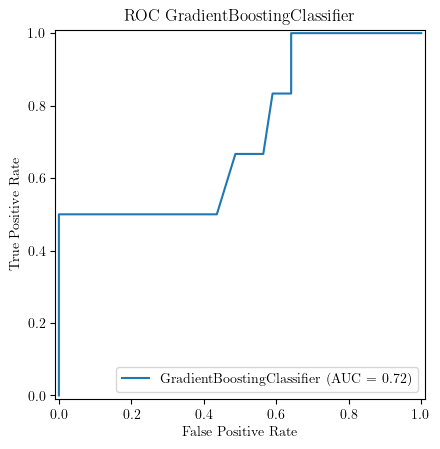 ROC GradientBoostingClassifier
True Positive Rate
1.0
0.8
0.6
0.4
0.2
0.0
GradientBoostingClassifier (AUC = 0.72)
0.0 0.2 0.4 0.6 0.8 1.0
False Positive Rate